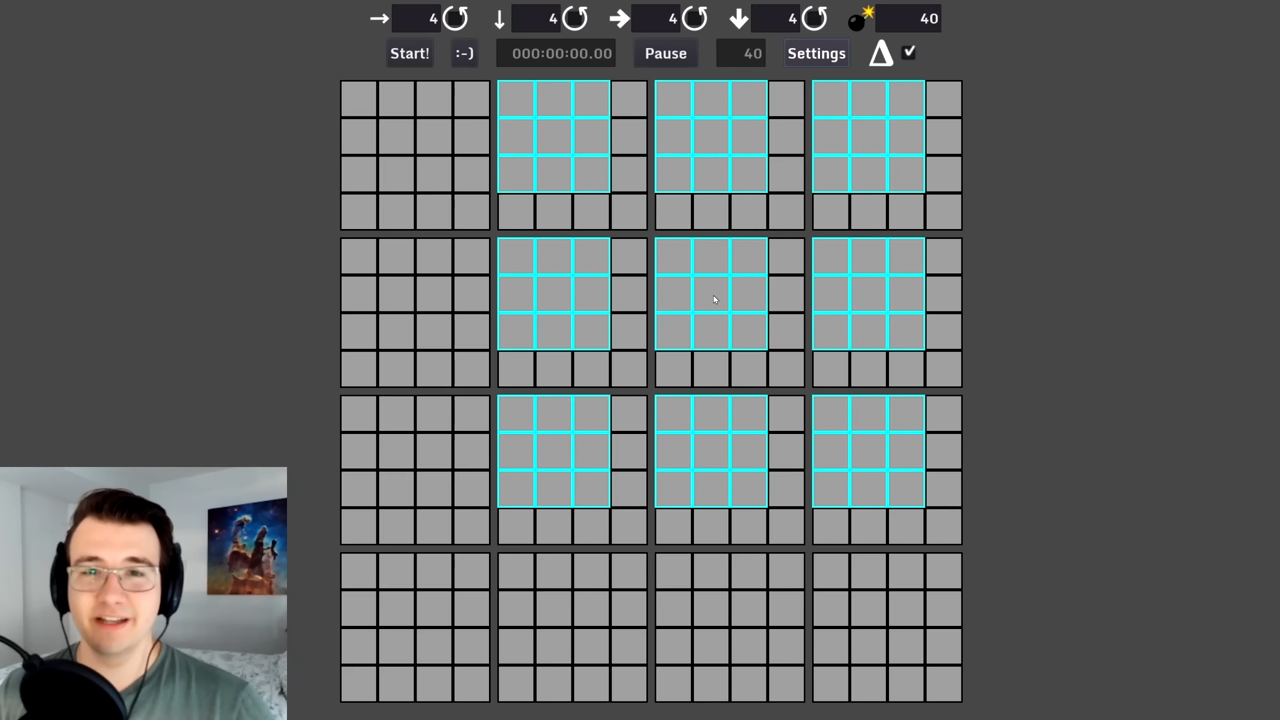 → 4 ↓ 4 → 4 ↓ 4 40
Start! :-) 000:00:00.00 Pause 40 Settings Δ